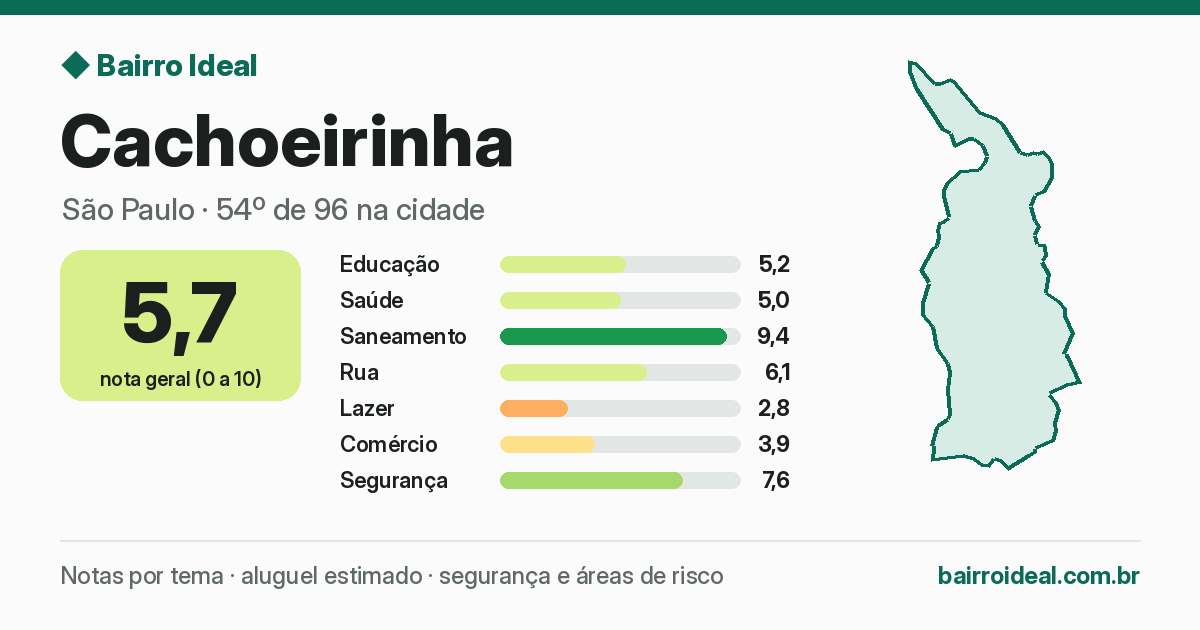 Bairro Ideal
Cachoeirinha
São Paulo · 54º de 96 na cidade
5,7
nota geral (0 a 10)
Educação 5,2
Saúde 5,0
Saneamento 9,4
Rua 6,1
Lazer 2,8
Comércio 3,9
Segurança 7,6
Notas por tema · aluguel estimado · segurança e áreas de risco
bairroideal.com.br